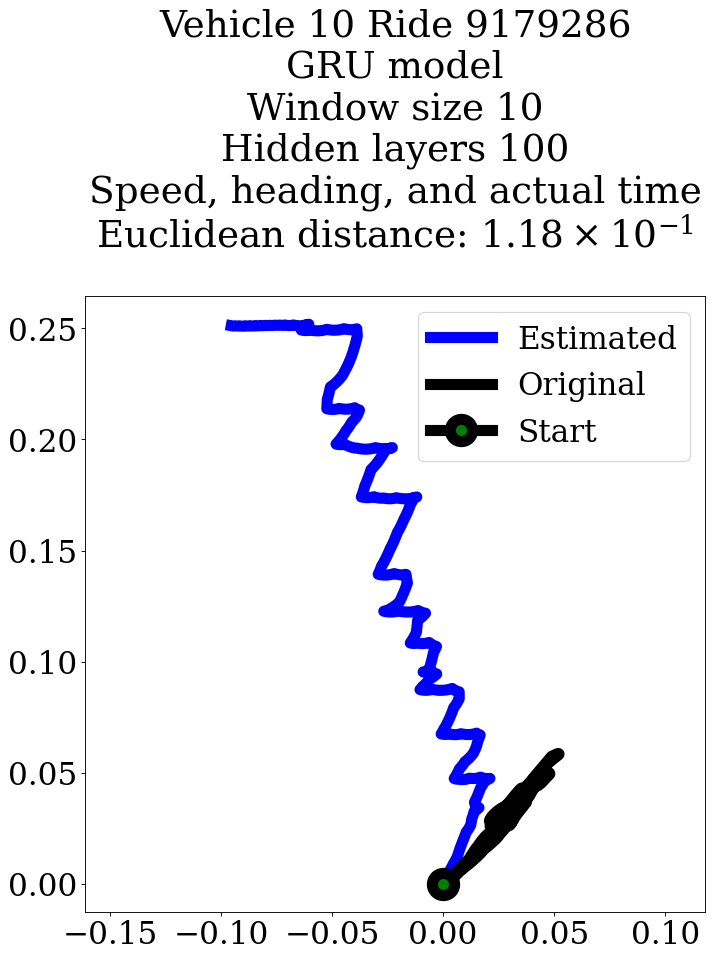 Vehicle 10 Ride 9179286
GRU model
Window size 10
Hidden layers 100
Speed, heading, and actual time
Euclidean distance: 1.18 × 10⁻¹
Estimated
Original
Start
0.25
0.20
0.15
0.10
0.05
0.00
−0.15 −0.10 −0.05 0.00 0.05 0.10